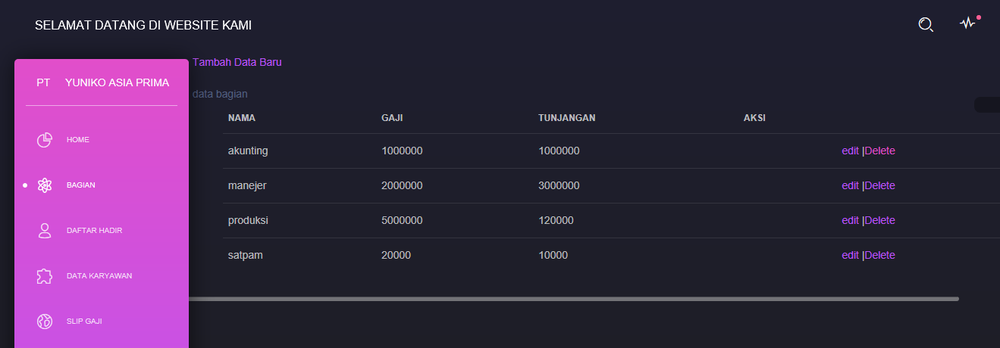 SELAMAT DATANG DI WEBSITE KAMI
PT YUNIKO ASIA PRIMA
HOME
BAGIAN
DAFTAR HADIR
DATA KARYAWAN
SLIP GAJI
Tambah Data Baru
data bagian
NAMA GAJI TUNJANGAN AKSI
akunting 1000000 1000000 edit |Delete
manejer 2000000 3000000 edit |Delete
produksi 5000000 120000 edit |Delete
satpam 20000 10000 edit |Delete